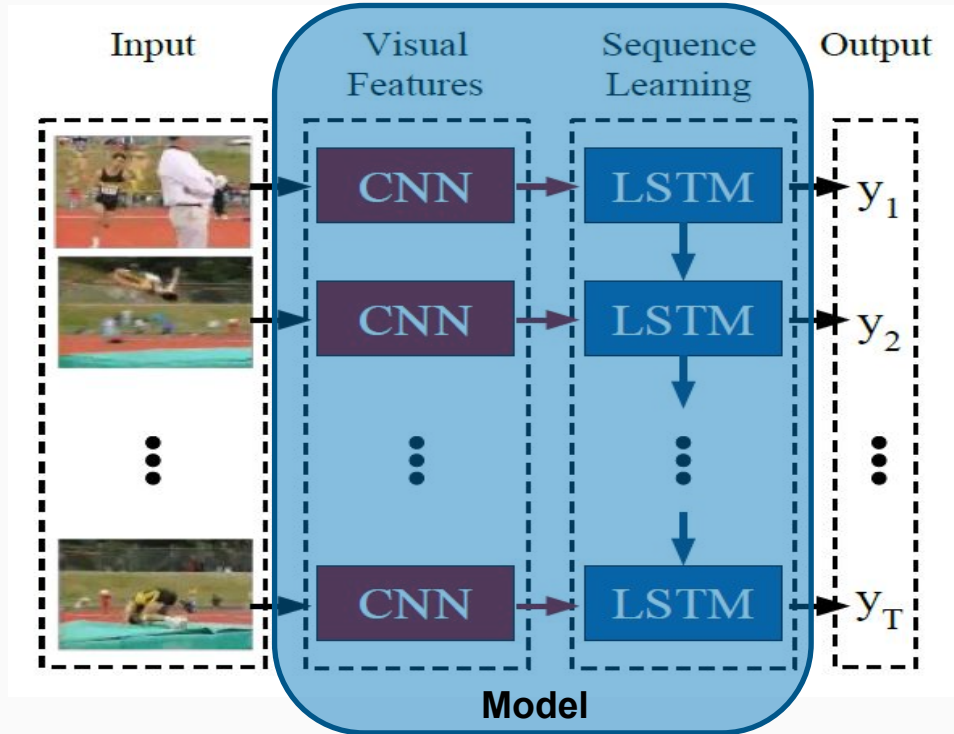 Input
Visual
Features
Sequence
Learning
Output
CNN
LSTM
y1
CNN
LSTM
y2
CNN
LSTM
yT
Model